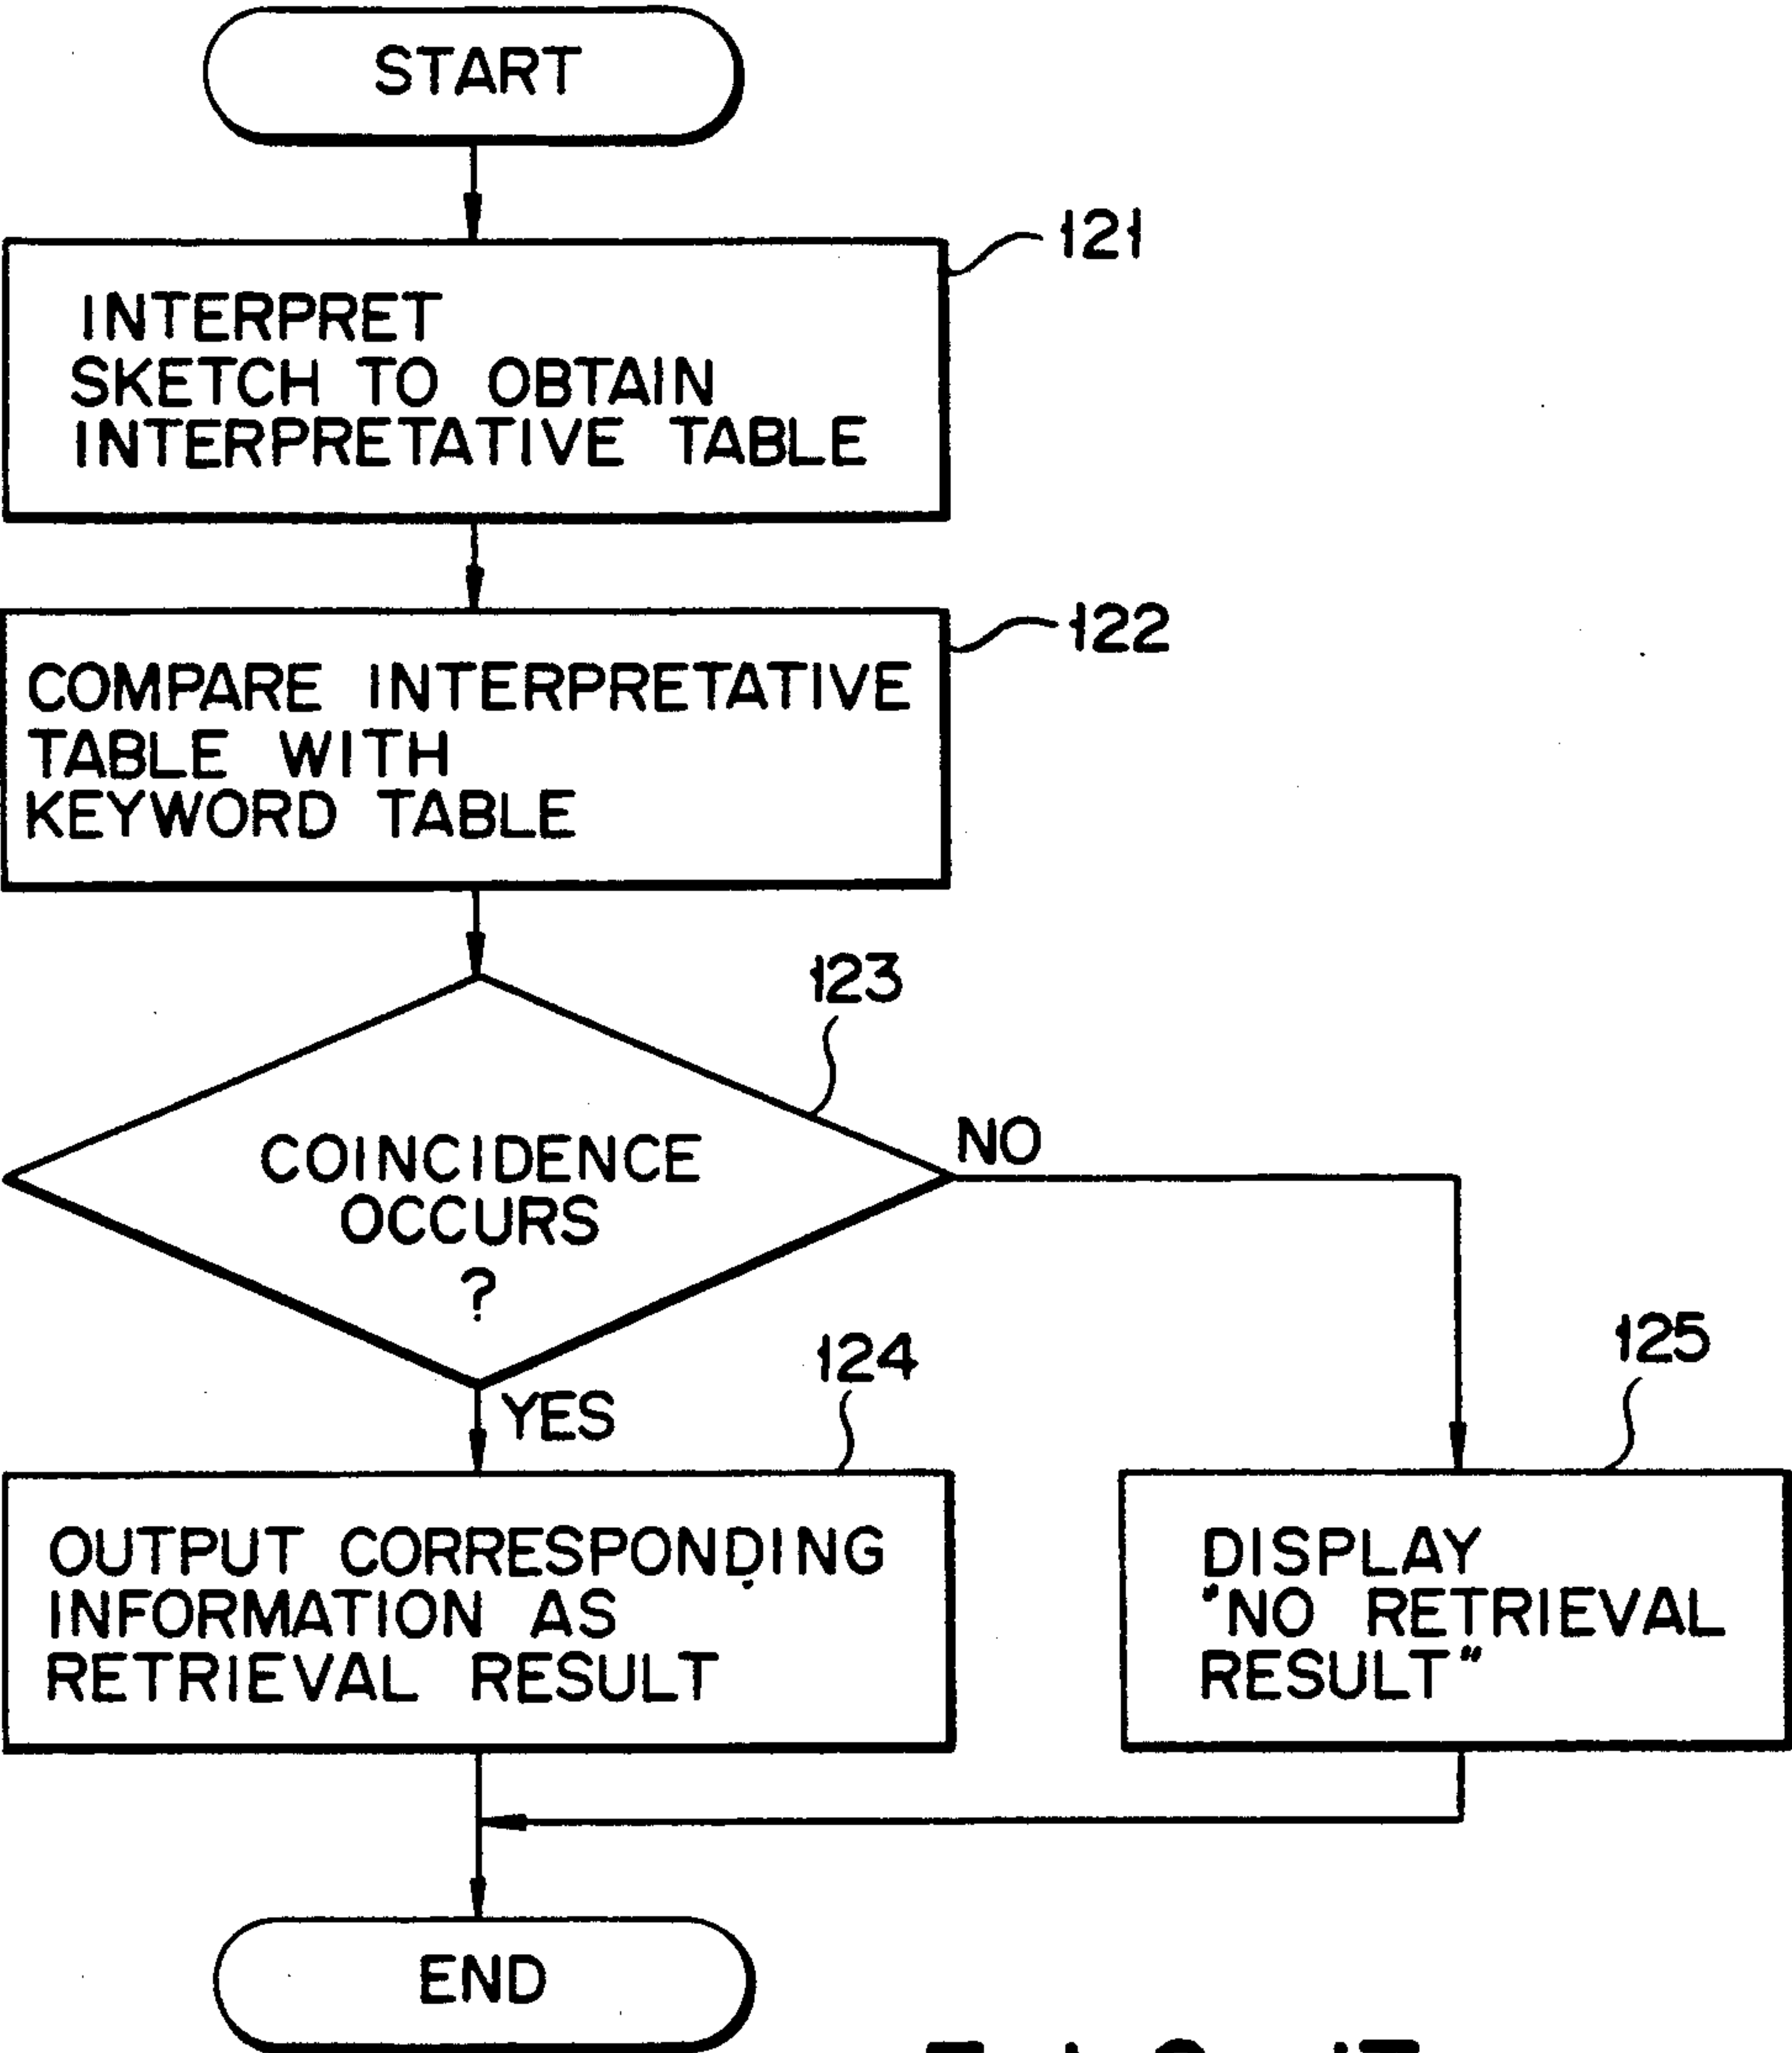 START
121
INTERPRET
SKETCH TO OBTAIN
INTERPRETATIVE TABLE
122
COMPARE INTERPRETATIVE
TABLE WITH
KEYWORD TABLE
123
COINCIDENCE
OCCURS
?
NO
YES
124
125
OUTPUT CORRESPONDING
INFORMATION AS
RETRIEVAL RESULT
DISPLAY
"NO RETRIEVAL
RESULT"
END